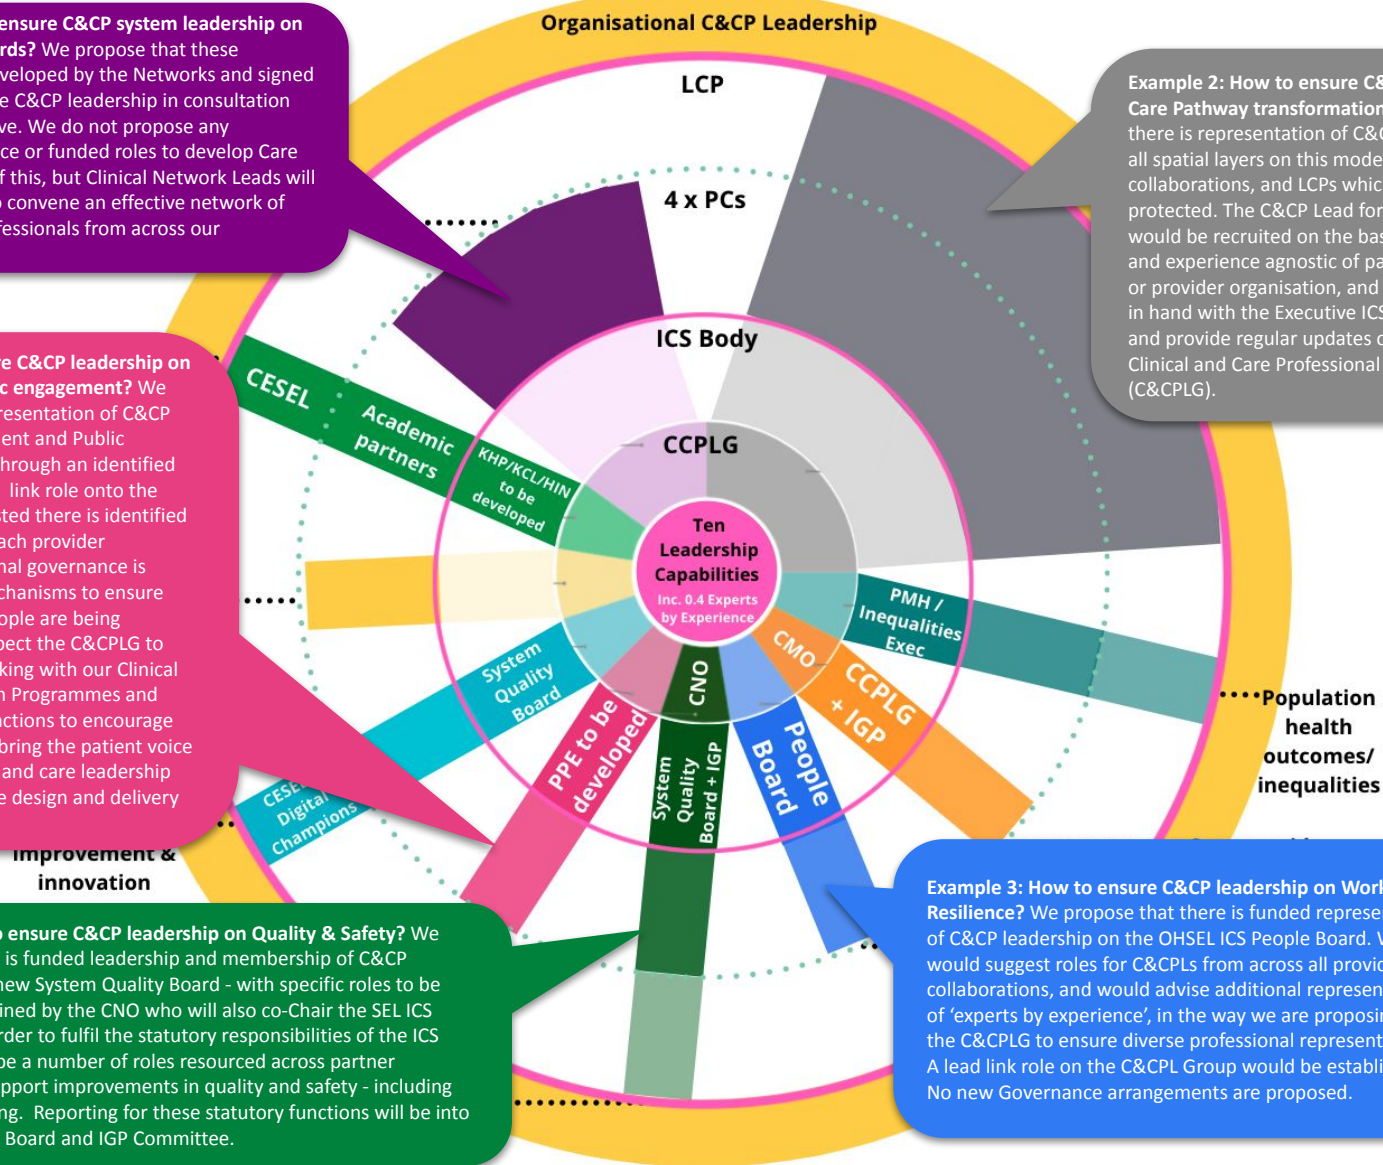 ensure C&CP system leadership on
rds? We propose that these
veloped by the Networks and signed
e C&CP leadership in consultation
ve. We do not propose any
ce or funded roles to develop Care
f this, but Clinical Network Leads will
o convene an effective network of
fessionals from across our
Organisational C&CP Leadership
LCP
4 x PCs
ICS Body
CCPLG
Ten
Leadership
Capabilities
Inc. 0.4 Experts
by Experience
Example 2: How to ensure C&
Care Pathway transformation
there is representation of C&C
all spatial layers on this mode
collaborations, and LCPs whic
protected. The C&CP Lead for
would be recruited on the bas
and experience agnostic of pa
or provider organisation, and
in hand with the Executive ICS
and provide regular updates o
Clinical and Care Professional
(C&CPLG).
re C&CP leadership on
ic engagement? We
resentation of C&CP
ent and Public
through an identified
link role onto the
sted there is identified
ach provider
nal governance is
chanisms to ensure
ople are being
pect the C&CPLG to
king with our Clinical
n Programmes and
nctions to encourage
bring the patient voice
and care leadership
e design and delivery
CESEL
Academic
partners
KHP/KCL/HIN
to be
developed
System
Quality
Board
CESEL
Digital
Champions
PPE to be
developed
CNO
System
Quality
Board + IGP
People
Board
CMO
CCPLG
+ IGP
PMH /
Inequalities
Exec
Population
health
outcomes/
inequalities
improvement &
innovation
o ensure C&CP leadership on Quality & Safety? We
is funded leadership and membership of C&CP
new System Quality Board - with specific roles to be
ined by the CNO who will also co-Chair the SEL ICS
rder to fulfil the statutory responsibilities of the ICS
be a number of roles resourced across partner
pport improvements in quality and safety - including
ng. Reporting for these statutory functions will be into
Board and IGP Committee.
Example 3: How to ensure C&CP leadership on Work
Resilience? We propose that there is funded represen
of C&CP leadership on the OHSEL ICS People Board. W
would suggest roles for C&CPLs from across all provid
collaborations, and would advise additional represen
of ‘experts by experience’, in the way we are proposin
the C&CPLG to ensure diverse professional represent
A lead link role on the C&CPL Group would be establi
No new Governance arrangements are proposed.